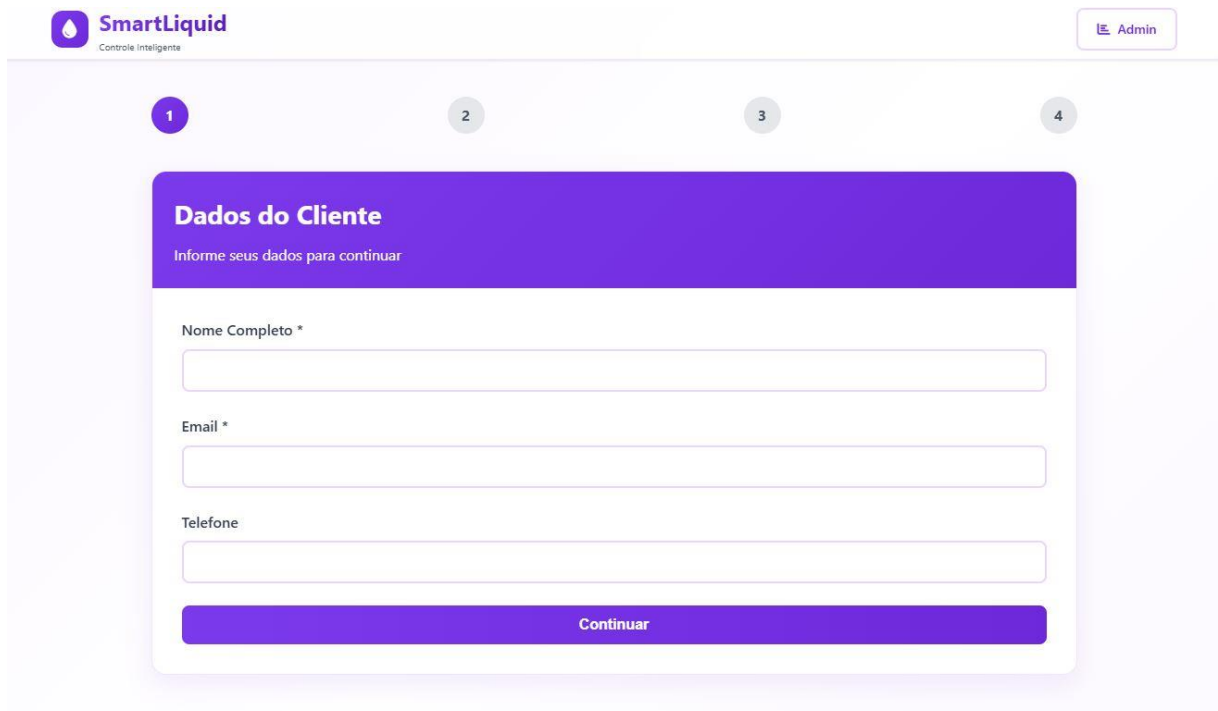 SmartLiquid
Controle Inteligente
Admin
1 2 3 4
Dados do Cliente
Informe seus dados para continuar
Nome Completo *
Email *
Telefone
Continuar